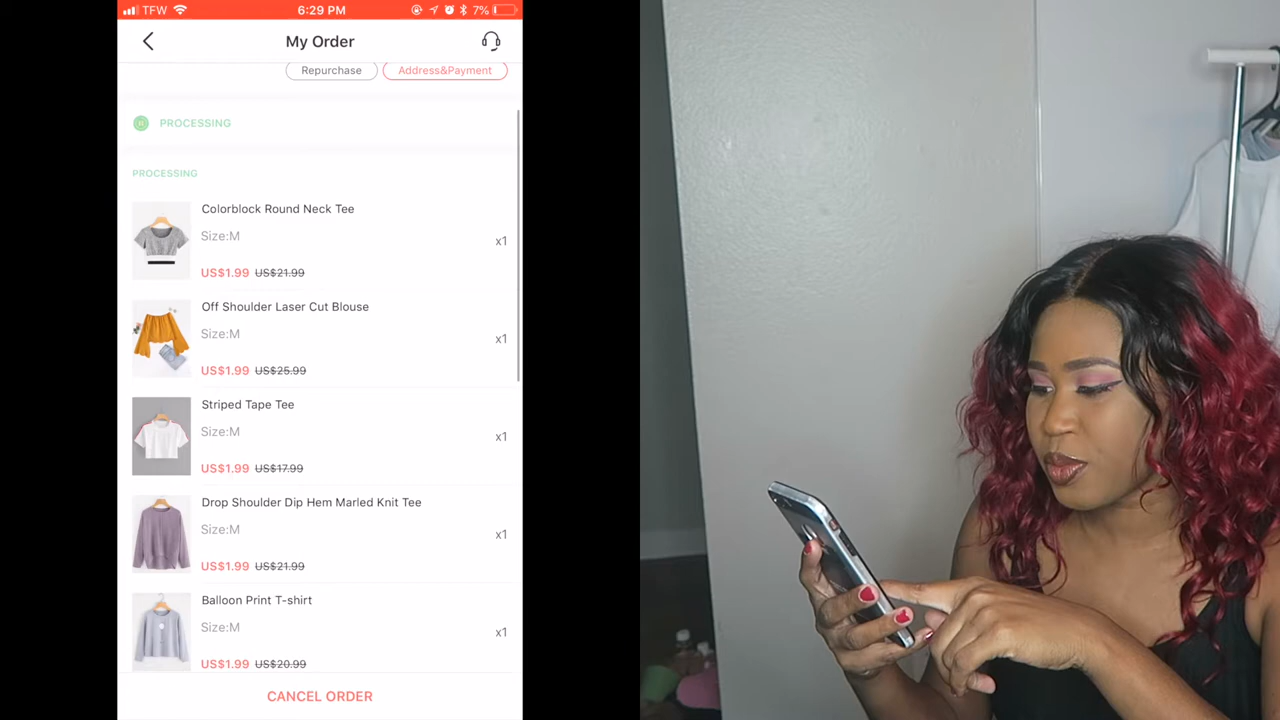 TFW 6:29 PM 7%
My Order
Repurchase Address&Payment
PROCESSING
PROCESSING
Colorblock Round Neck Tee
Size:M
x1
US$1.99 US$21.99
Off Shoulder Laser Cut Blouse
Size:M
x1
US$1.99 US$25.99
Striped Tape Tee
Size:M
x1
US$1.99 US$17.99
Drop Shoulder Dip Hem Marled Knit Tee
Size:M
x1
US$1.99 US$21.99
Balloon Print T-shirt
Size:M
x1
US$1.99 US$20.99
CANCEL ORDER